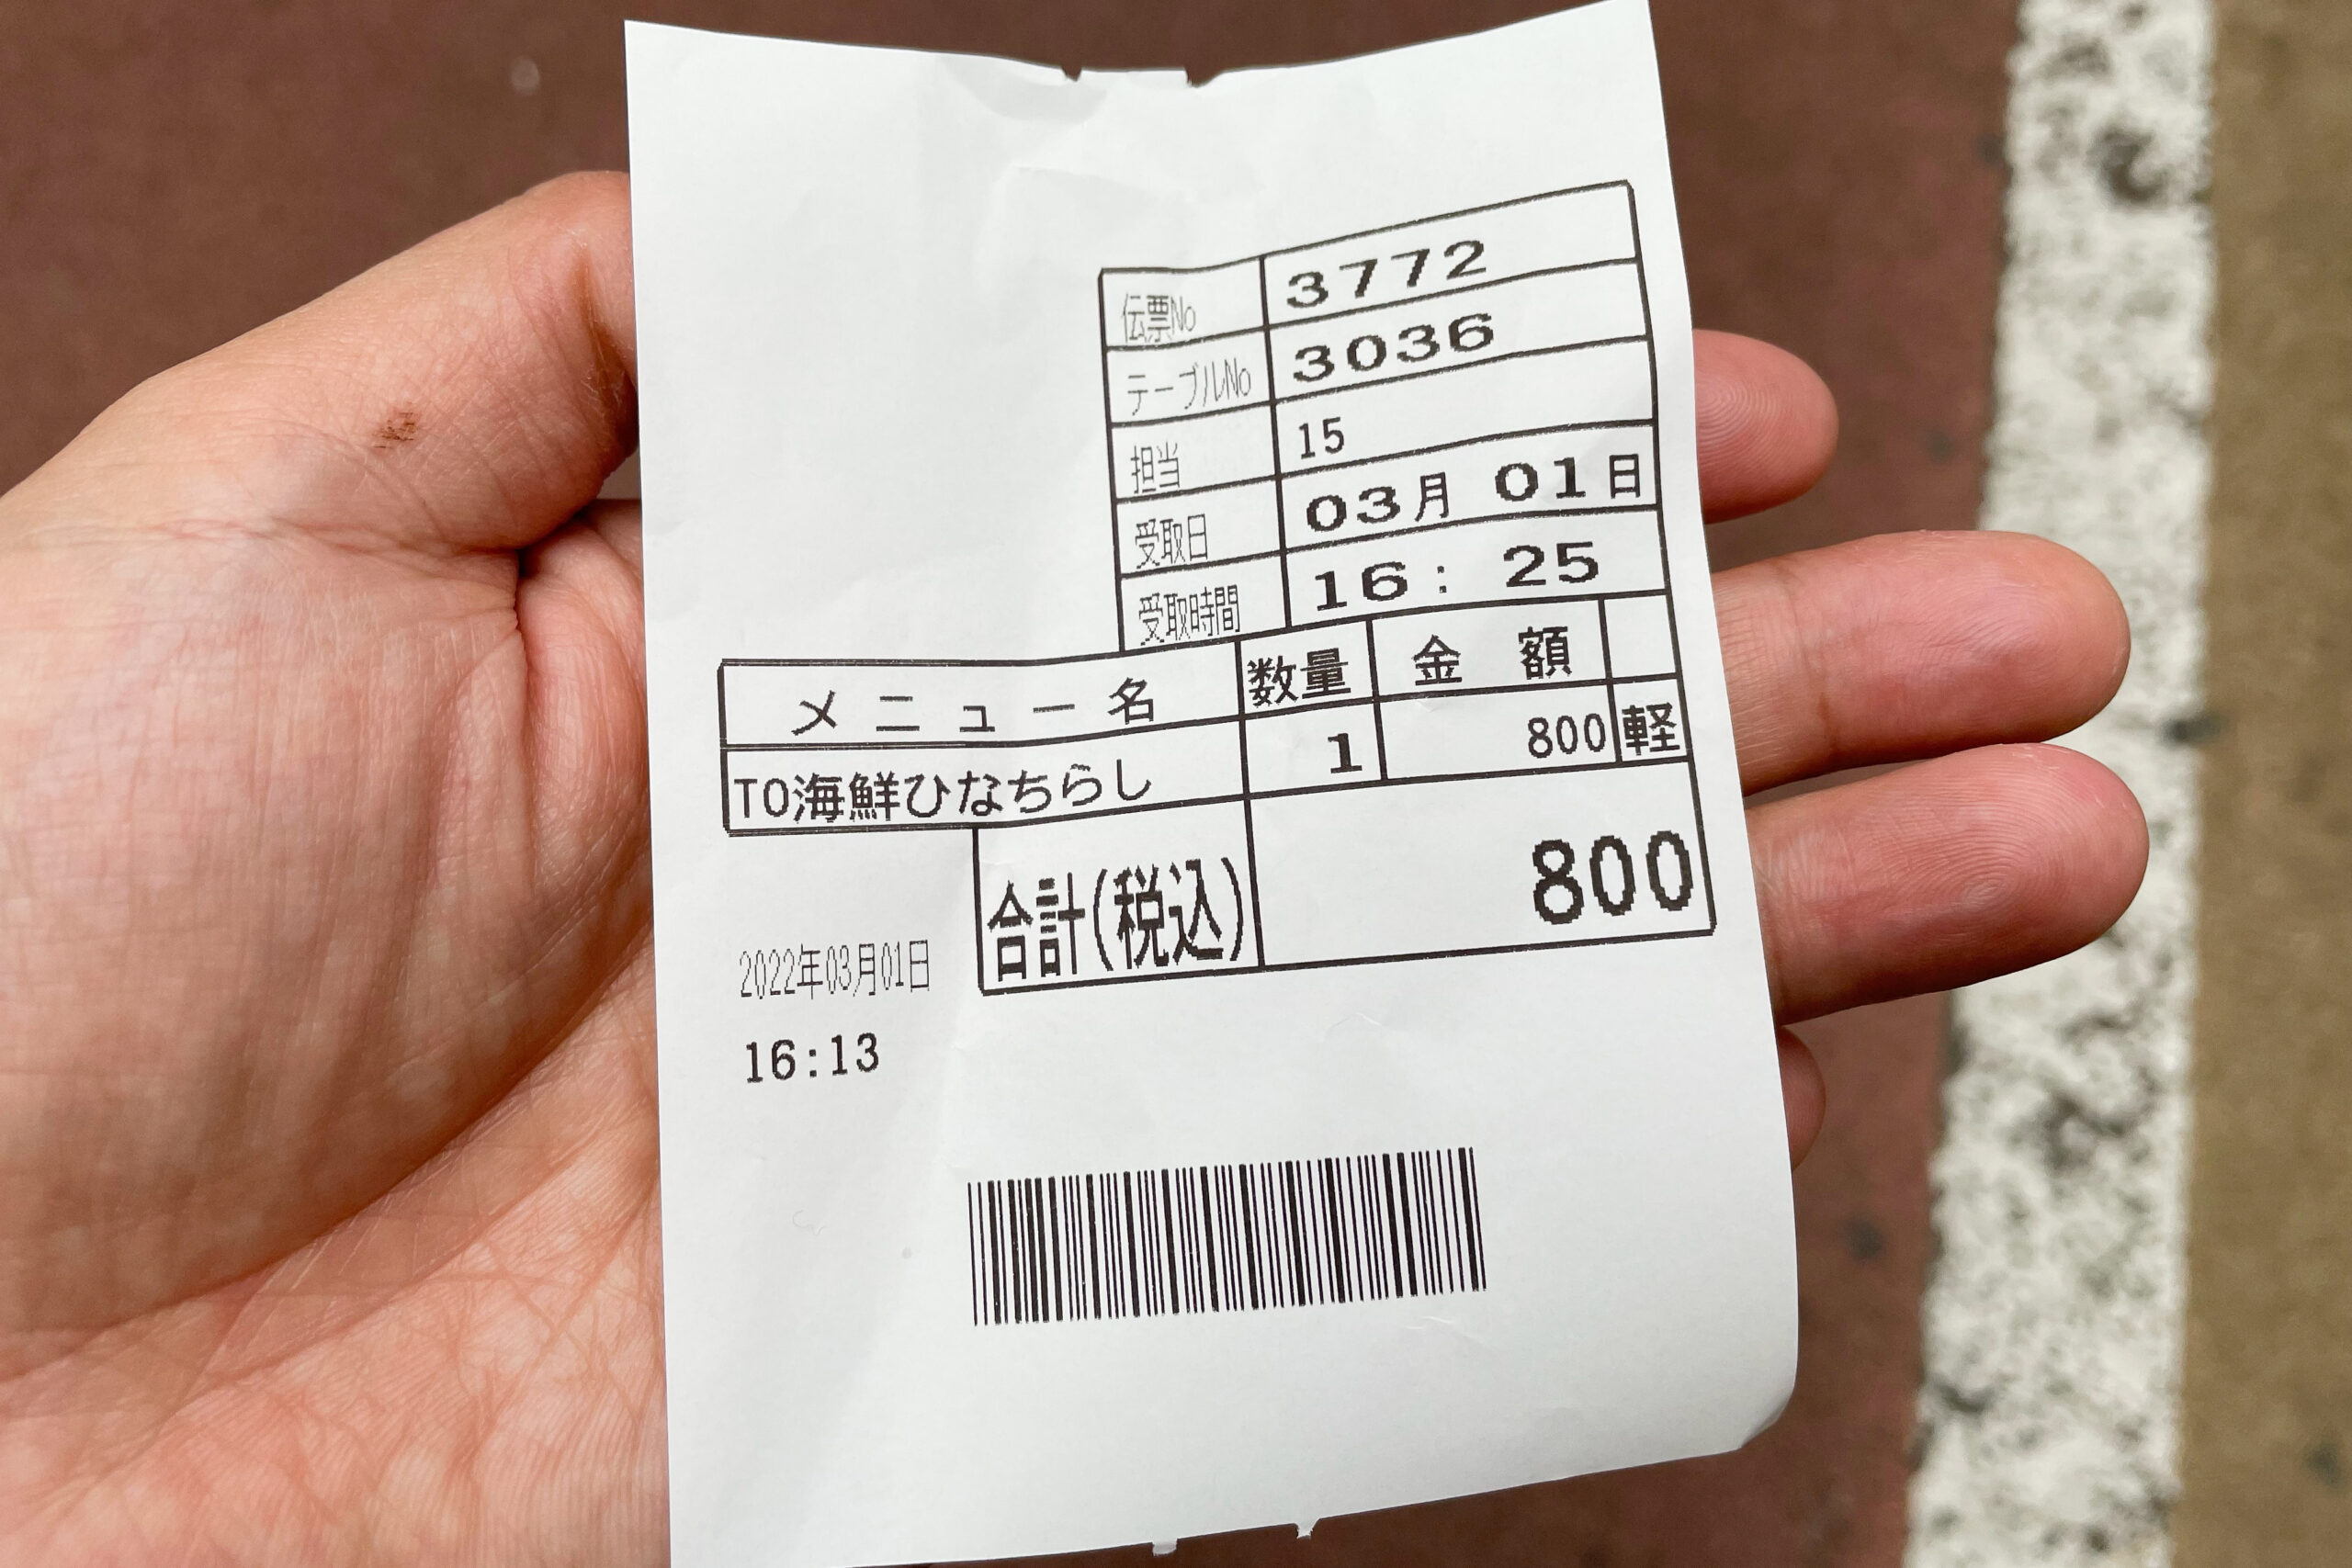 伝票No 3772
テーブルNo 3036
担当 15
受取日 03月 01日
受取時間 16: 25
メニュー名 数量 金 額
TO海鮮ひなちらし 1 800 軽
合計(税込) 800
2022年03月01日
16:13